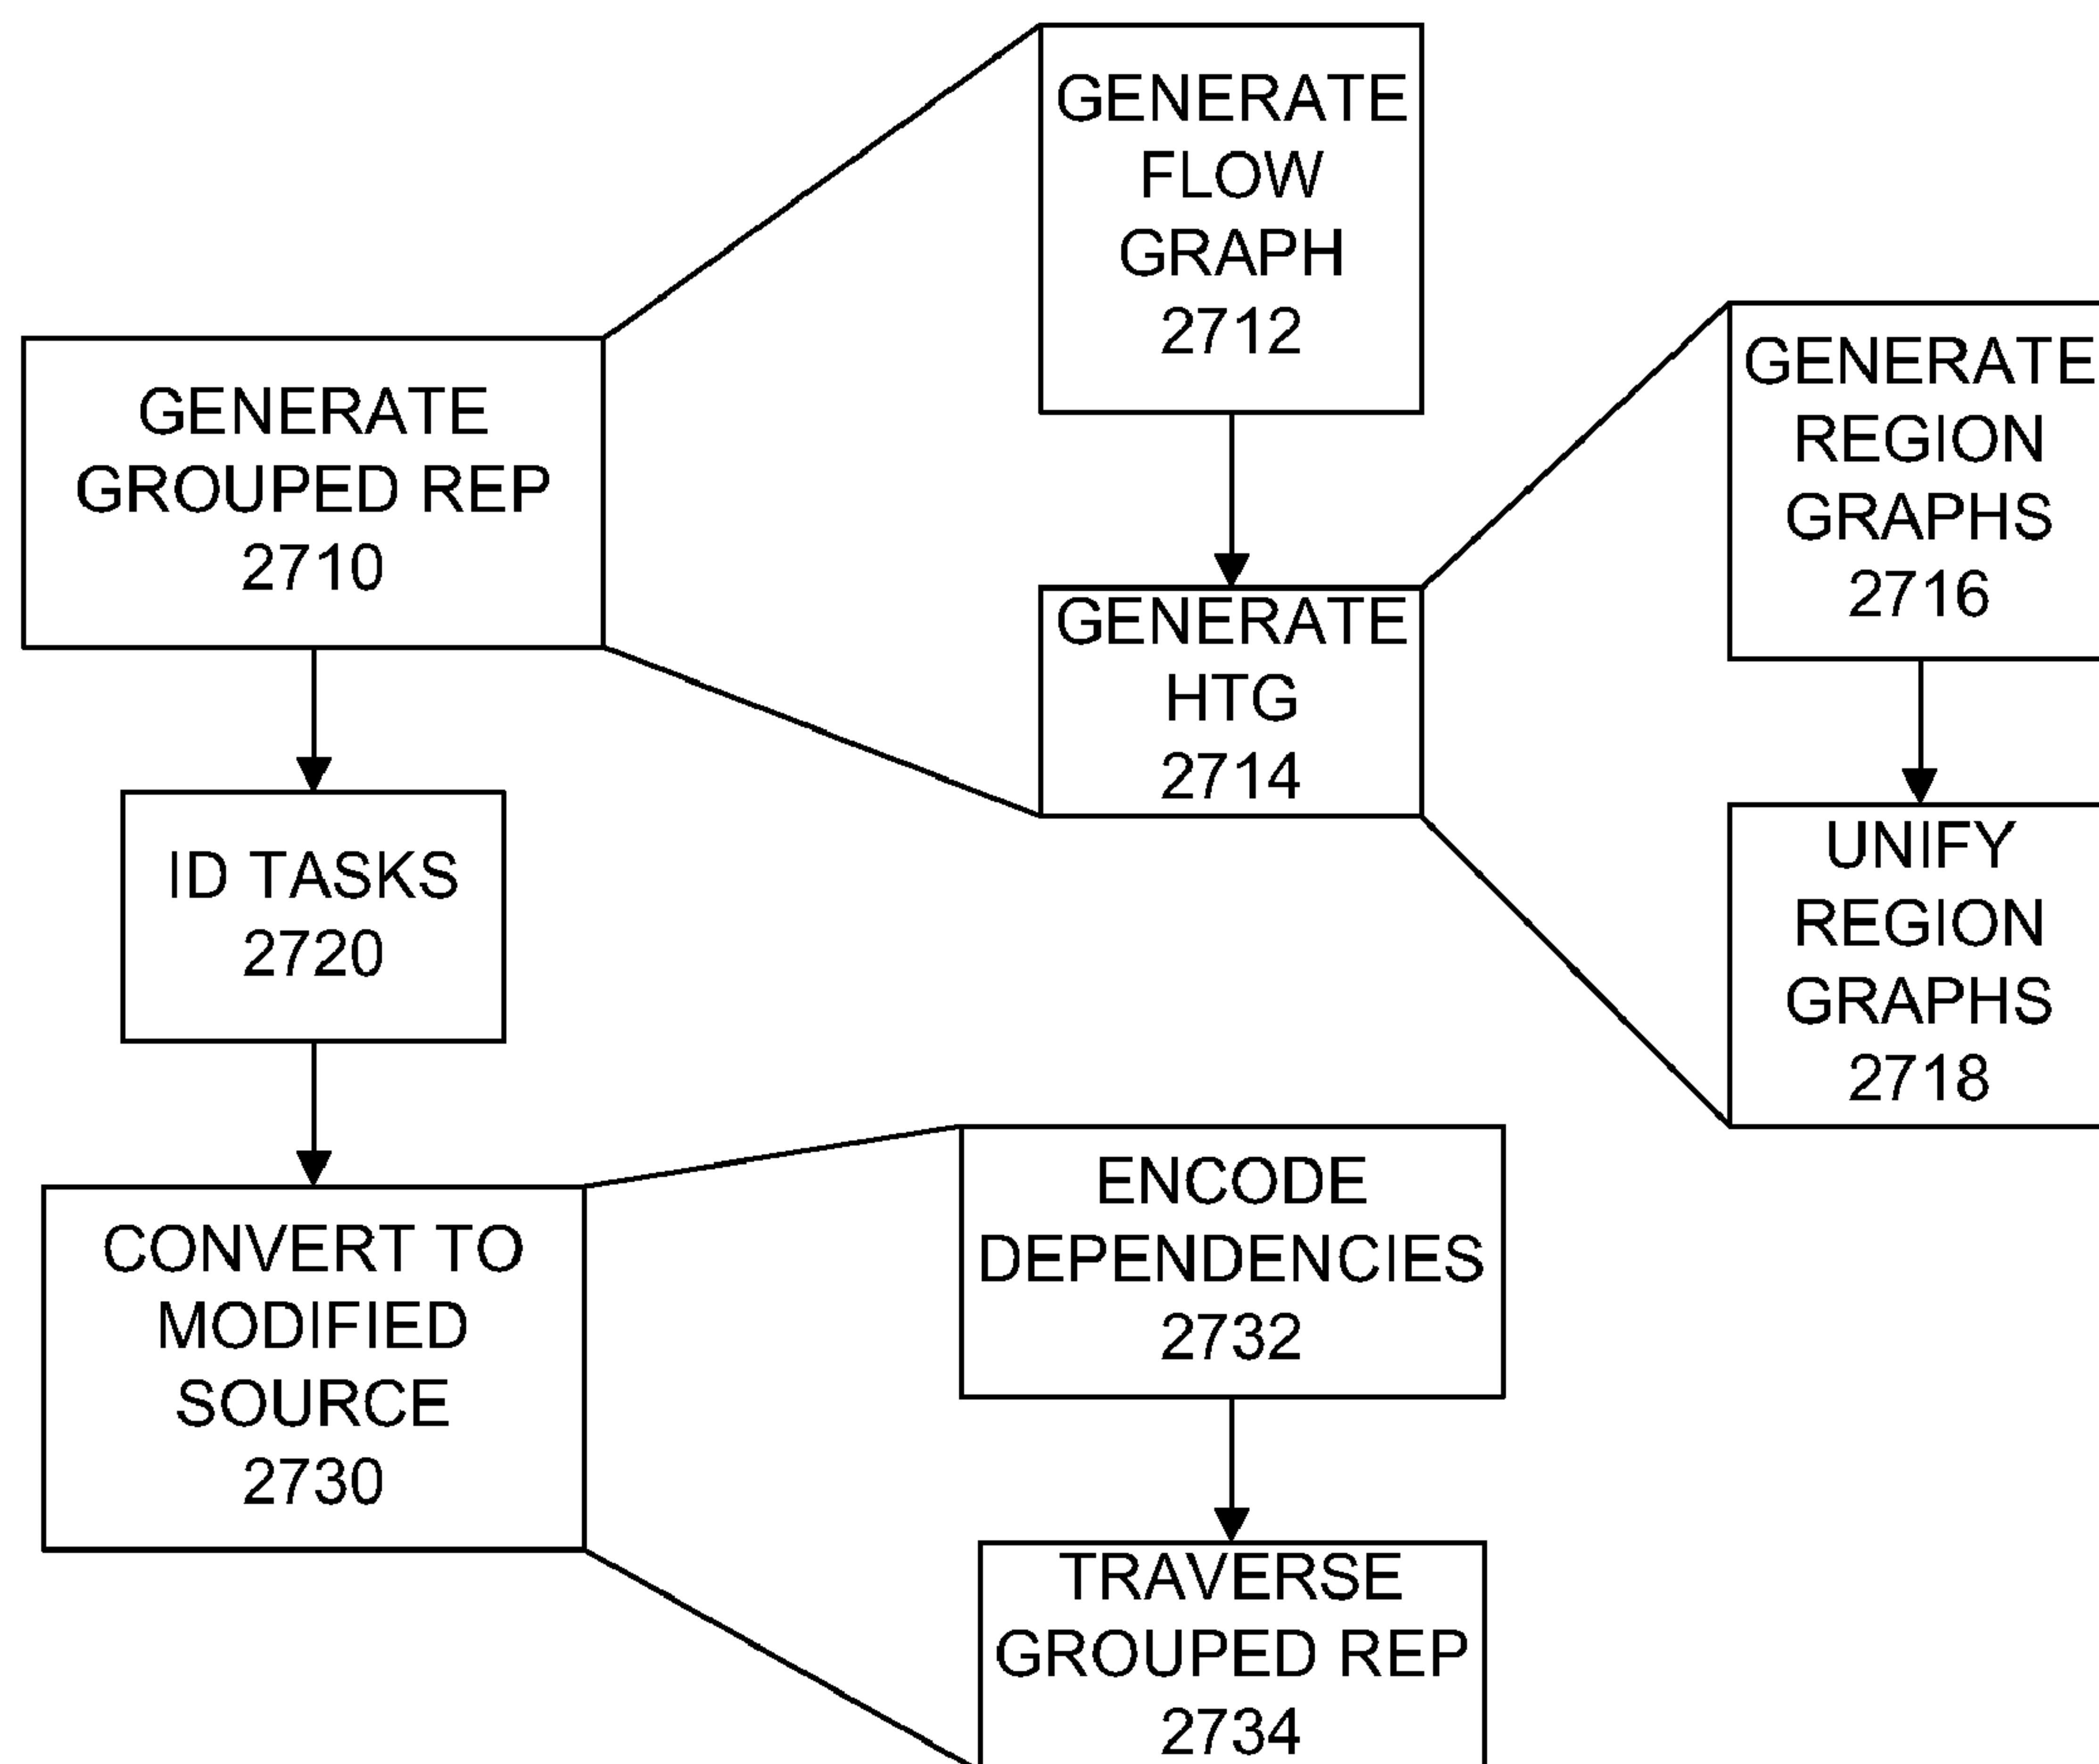 GENERATE
FLOW
GRAPH
2712
GENERATE
GROUPED REP
2710
GENERATE
REGION
GRAPHS
2716
GENERATE
HTG
2714
ID TASKS
2720
UNIFY
REGION
GRAPHS
2718
CONVERT TO
MODIFIED
SOURCE
2730
ENCODE
DEPENDENCIES
2732
TRAVERSE
GROUPED REP
2734